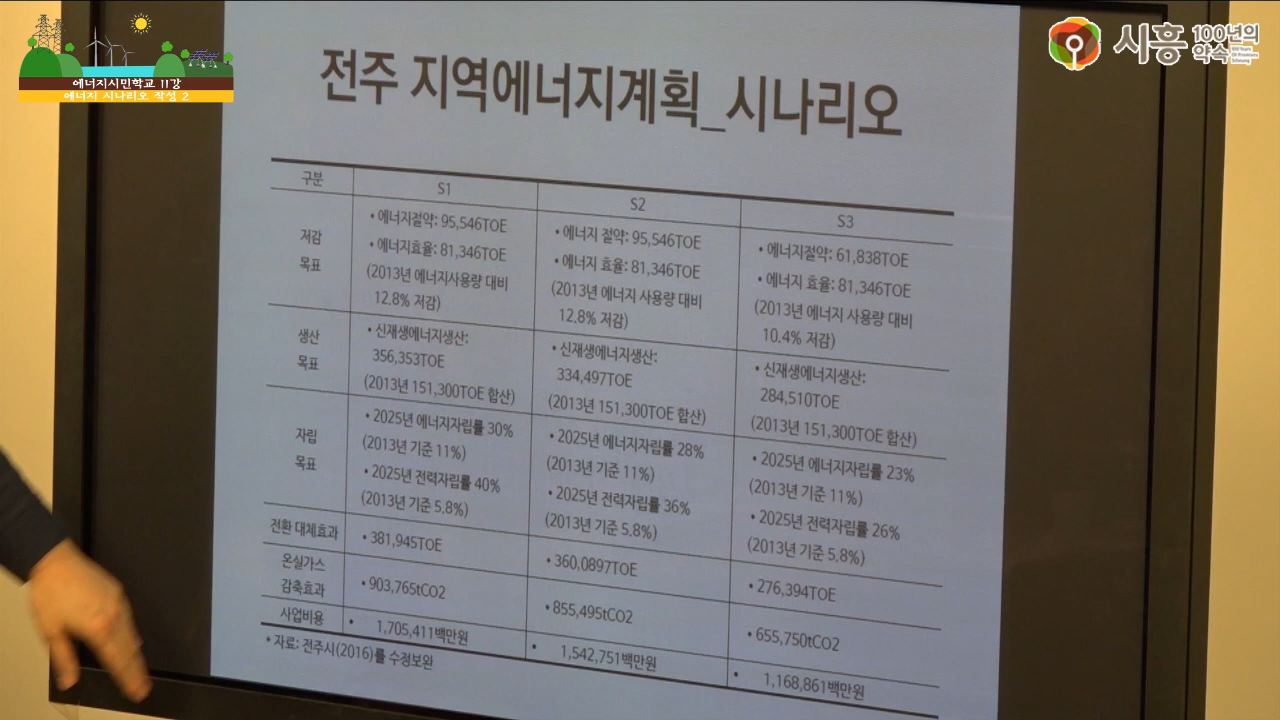 에너지시민학교 11강
에너지 시나리오 작성 2
시흥 100년의 약속
전주 지역에너지계획_시나리오
구분 S1 S2 S3
저감 목표
• 에너지절약: 95,546TOE
• 에너지효율: 81,346TOE
(2013년 에너지사용량 대비
12.8% 저감)
• 에너지 절약: 95,546TOE
• 에너지 효율: 81,346TOE
(2013년 에너지 사용량 대비
12.8% 저감)
• 에너지절약: 61,838TOE
• 에너지 효율: 81,346TOE
(2013년 에너지 사용량 대비
10.4% 저감)
생산 목표
• 신재생에너지생산:
356,353TOE
(2013년 151,300TOE 합산)
• 신재생에너지생산:
334,497TOE
(2013년 151,300TOE 합산)
• 신재생에너지생산:
284,510TOE
(2013년 151,300TOE 합산)
자립 목표
• 2025년 에너지자립률 30%
(2013년 기준 11%)
• 2025년 전력자립률 40%
(2013년 기준 5.8%)
• 2025년 에너지자립률 28%
(2013년 기준 11%)
• 2025년 전력자립률 36%
(2013년 기준 5.8%)
• 2025년 에너지자립률 23%
(2013년 기준 11%)
• 2025년 전력자립률 26%
(2013년 기준 5.8%)
전환 대체효과 • 381,945TOE • 360,0897TOE • 276,394TOE
온실가스 감축효과 • 903,765tCO2 • 855,495tCO2 • 655,750tCO2
사업비용 • 1,705,411백만원 • 1,542,751백만원 • 1,168,861백만원
* 자료: 전주시(2016)를 수정보완